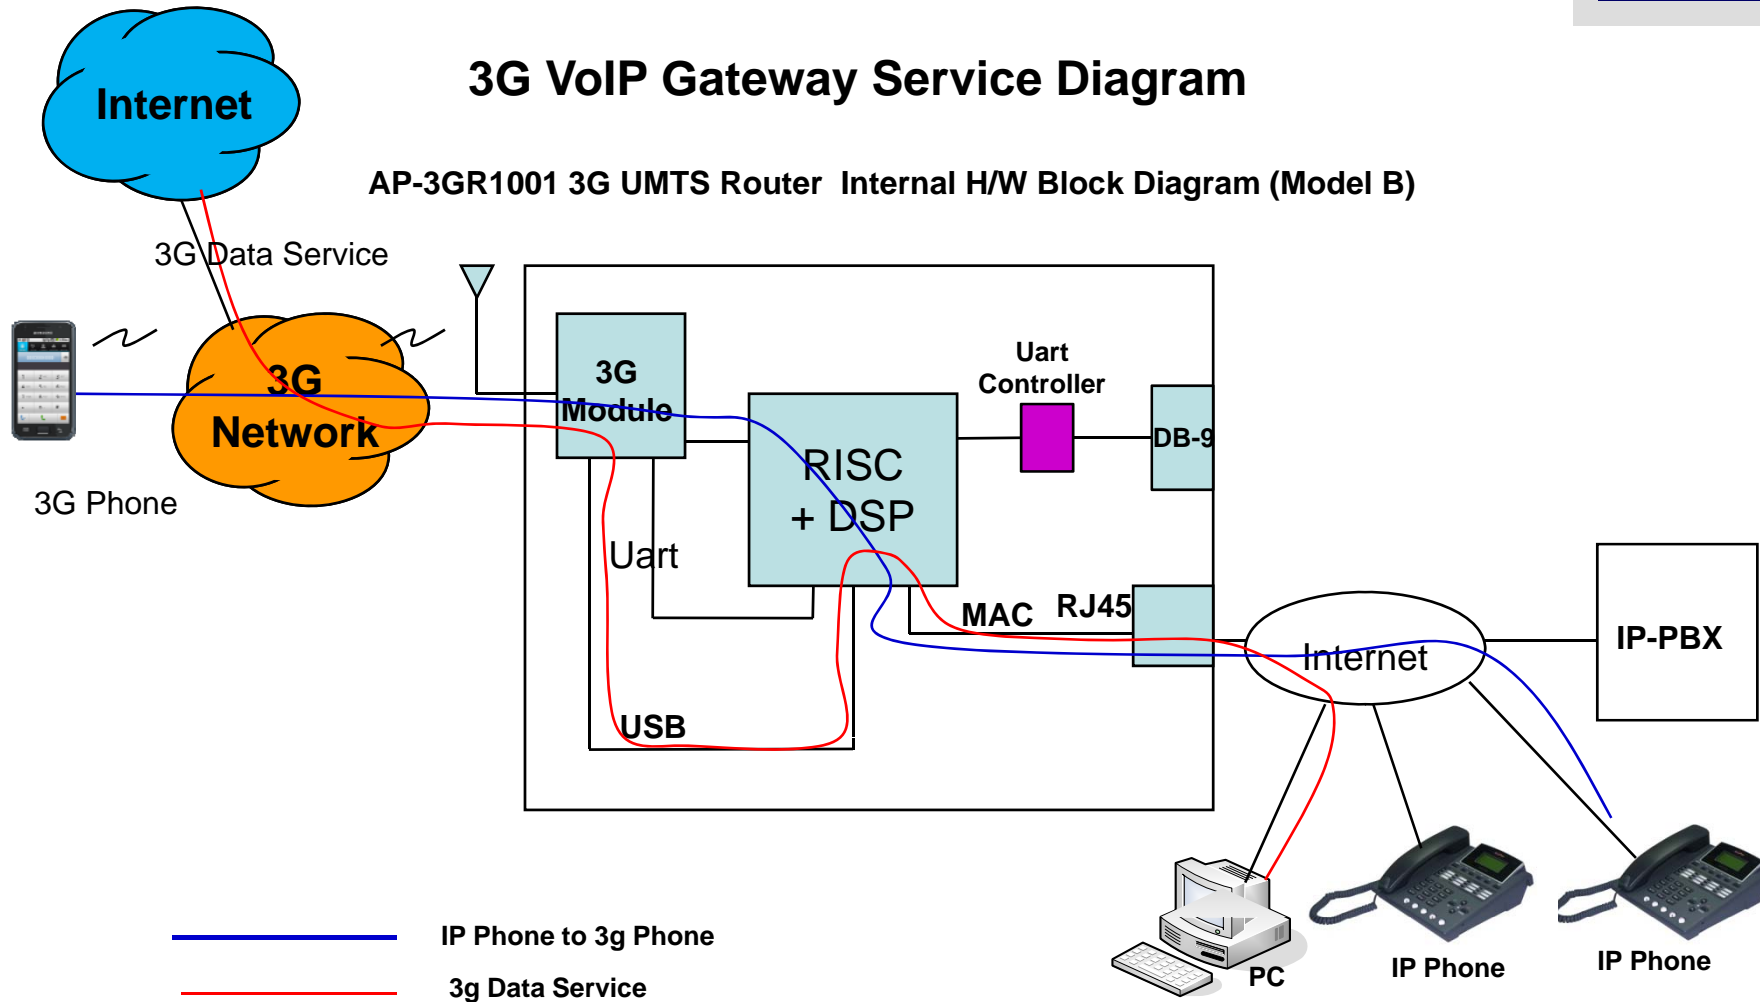 3G VoIP Gateway Service Diagram
Internet
AP-3GR1001 3G UMTS Router  Internal H/W Block Diagram (Model B)
3G Data Service
3G
Network
3G Phone
3G
Module
Uart
Controller
DB-9
RISC
+ DSP
Uart
MAC
RJ45
USB
Internet
IP-PBX
PC
IP Phone
IP Phone
IP Phone to 3g Phone
3g Data Service